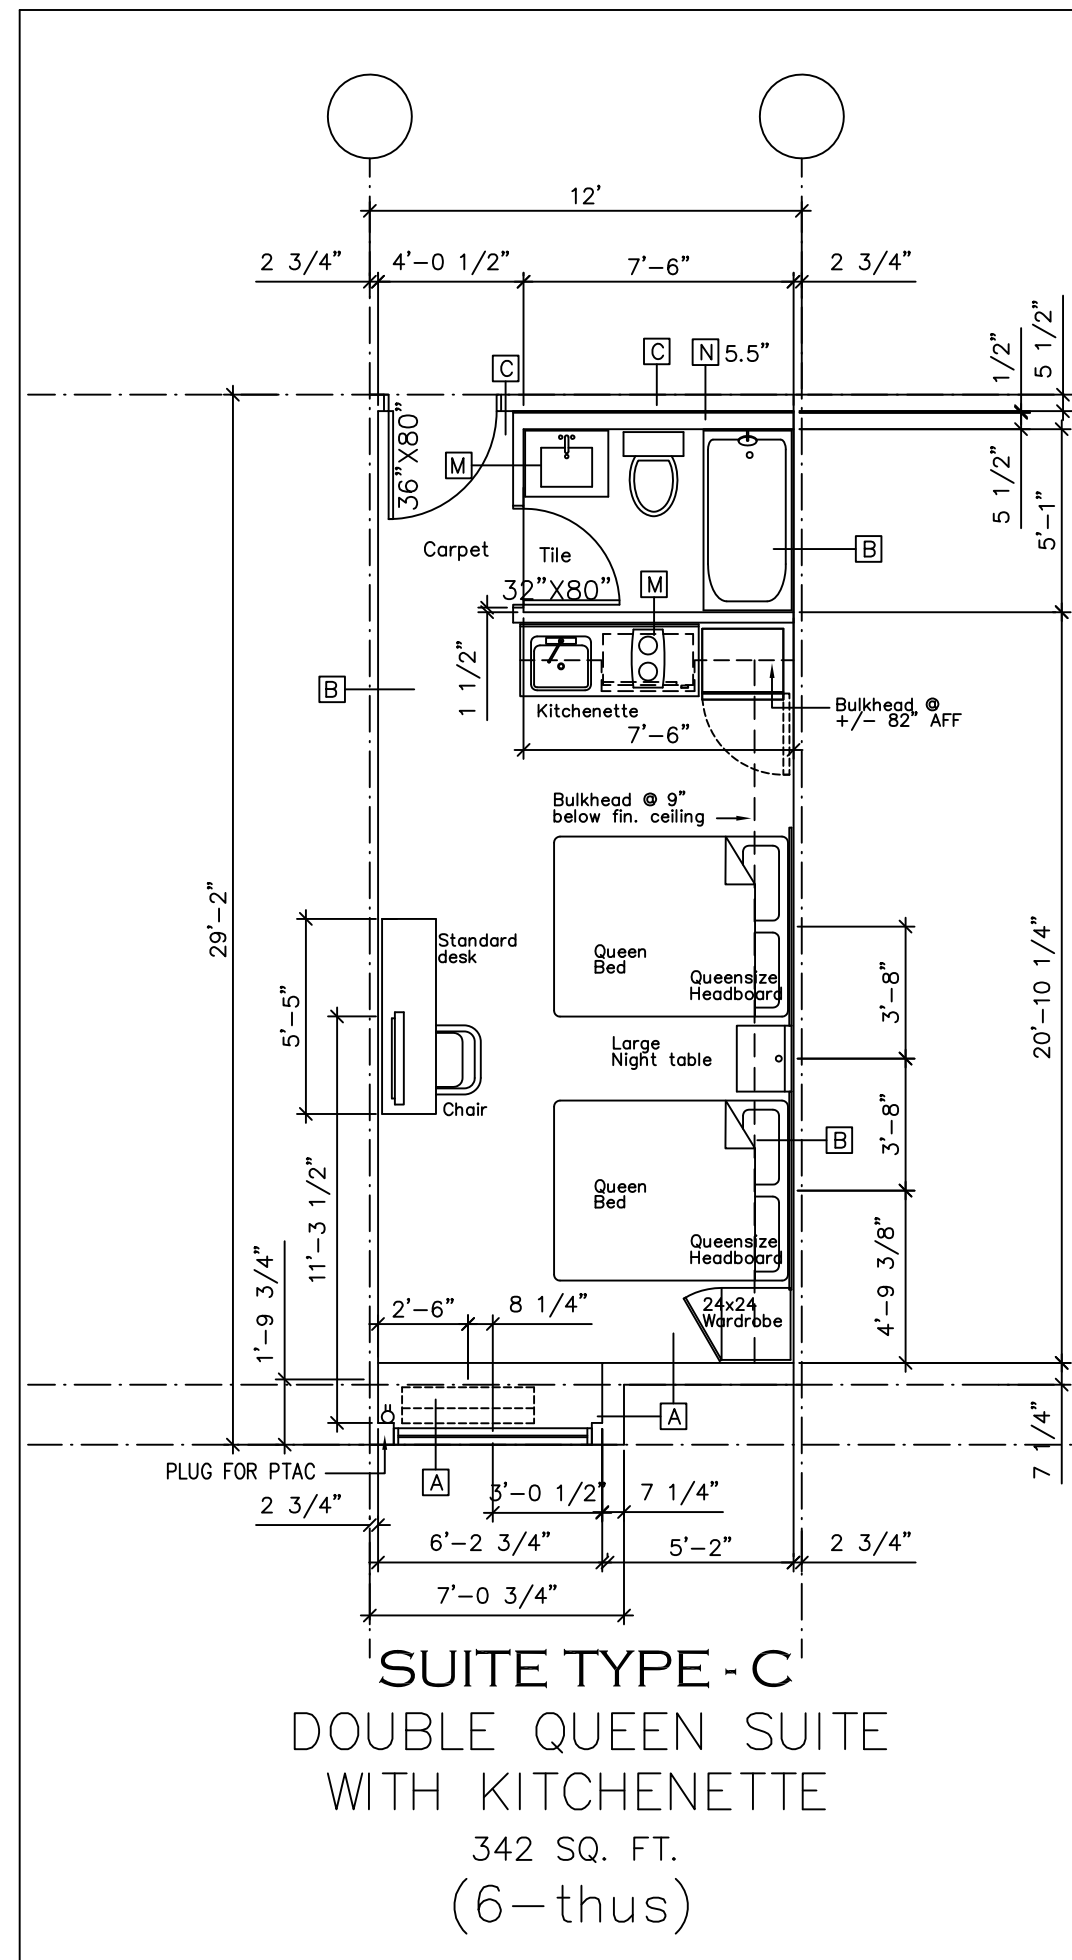 12'
2 3/4"
4'-0 1/2"
7'-6"
2 3/4"
1/2"
5 1/2"
C
N 5.5"
C
36"X80"
M
5 1/2"
5'-1"
Carpet
Tile
B
32"X80"
M
1 1/2"
B
Kitchenette
Bulkhead @
+/- 82" AFF
7'-6"
Bulkhead @ 9"
below fin. ceiling
29'-2"
Standard
desk
Queen
Bed
Queensize
Headboard
3'-8"
20'-10 1/4"
5'-5"
Large
Night table
Chair
3'-8"
B
11'-3 1/2"
Queen
Bed
Queensize
Headboard
4'-9 3/8"
1'-9 3/4"
2'-6"
8 1/4"
24x24
Wardrobe
A
7 1/4"
PLUG FOR PTAC
A
2 3/4"
3'-0 1/2"
7 1/4"
6'-2 3/4"
5'-2"
2 3/4"
7'-0 3/4"
SUITE TYPE - C
DOUBLE QUEEN SUITE
WITH KITCHENETTE
342 SQ. FT.
(6-thus)